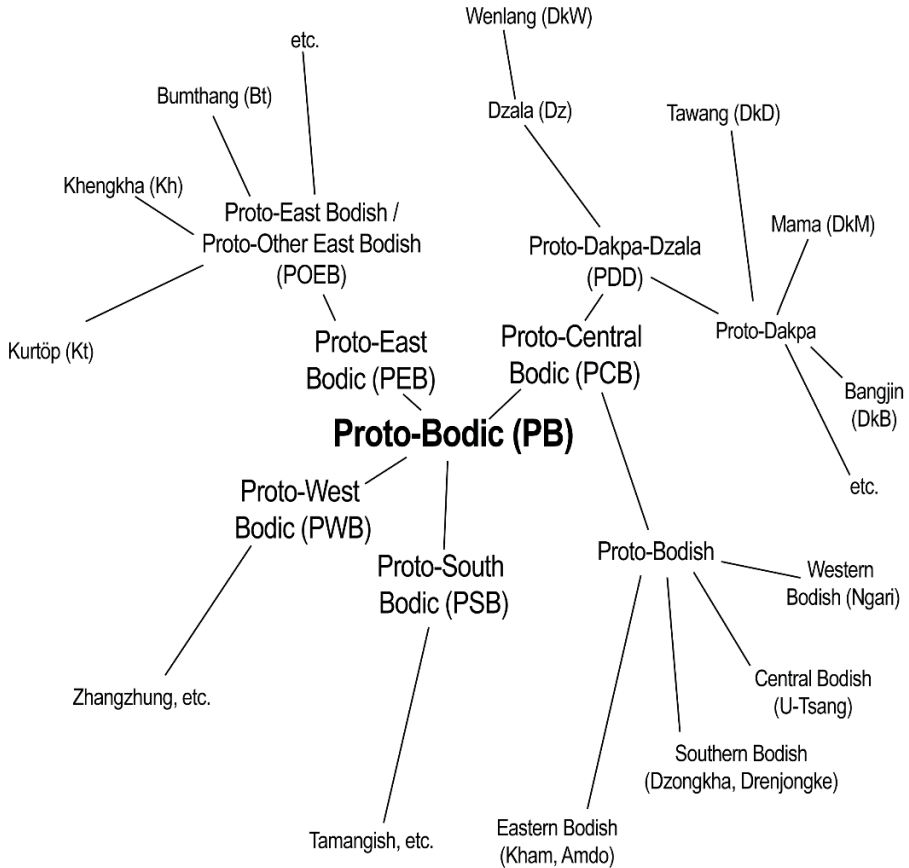 Wenlang (DkW)
etc.
Bumthang (Bt)
Dzala (Dz)
Tawang (DkD)
Khengkha (Kh)
Proto-East Bodish /
Proto-Other East Bodish
(POEB)
Proto-Dakpa-Dzala
(PDD)
Mama (DkM)
Kurtöp (Kt)
Proto-East
Bodic (PEB)
Proto-Central
Bodic (PCB)
Proto-Dakpa
Bangjin
(DkB)
Proto-Bodic (PB)
etc.
Proto-West
Bodic (PWB)
Proto-South
Bodic (PSB)
Proto-Bodish
Western
Bodish (Ngari)
Zhangzhung, etc.
Central Bodish
(U-Tsang)
Southern Bodish
(Dzongkha, Drenjongke)
Tamangish, etc.
Eastern Bodish
(Kham, Amdo)